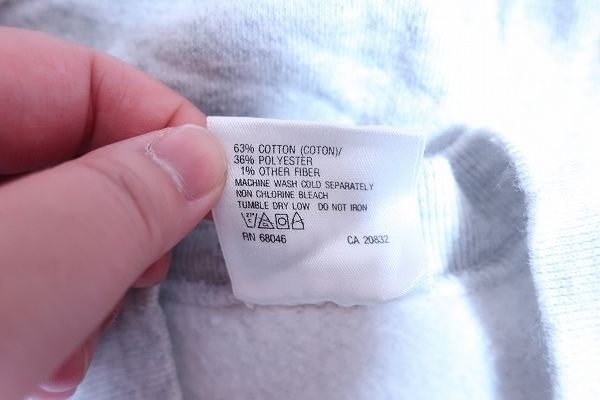 63% COTTON (COTON)/
36% POLYESTER
1% OTHER FIBER
MACHINE WASH COLD SEPARATELY
NON CHLORINE BLEACH
TUMBLE DRY LOW DO NOT IRON
RN 68046 CA 20832